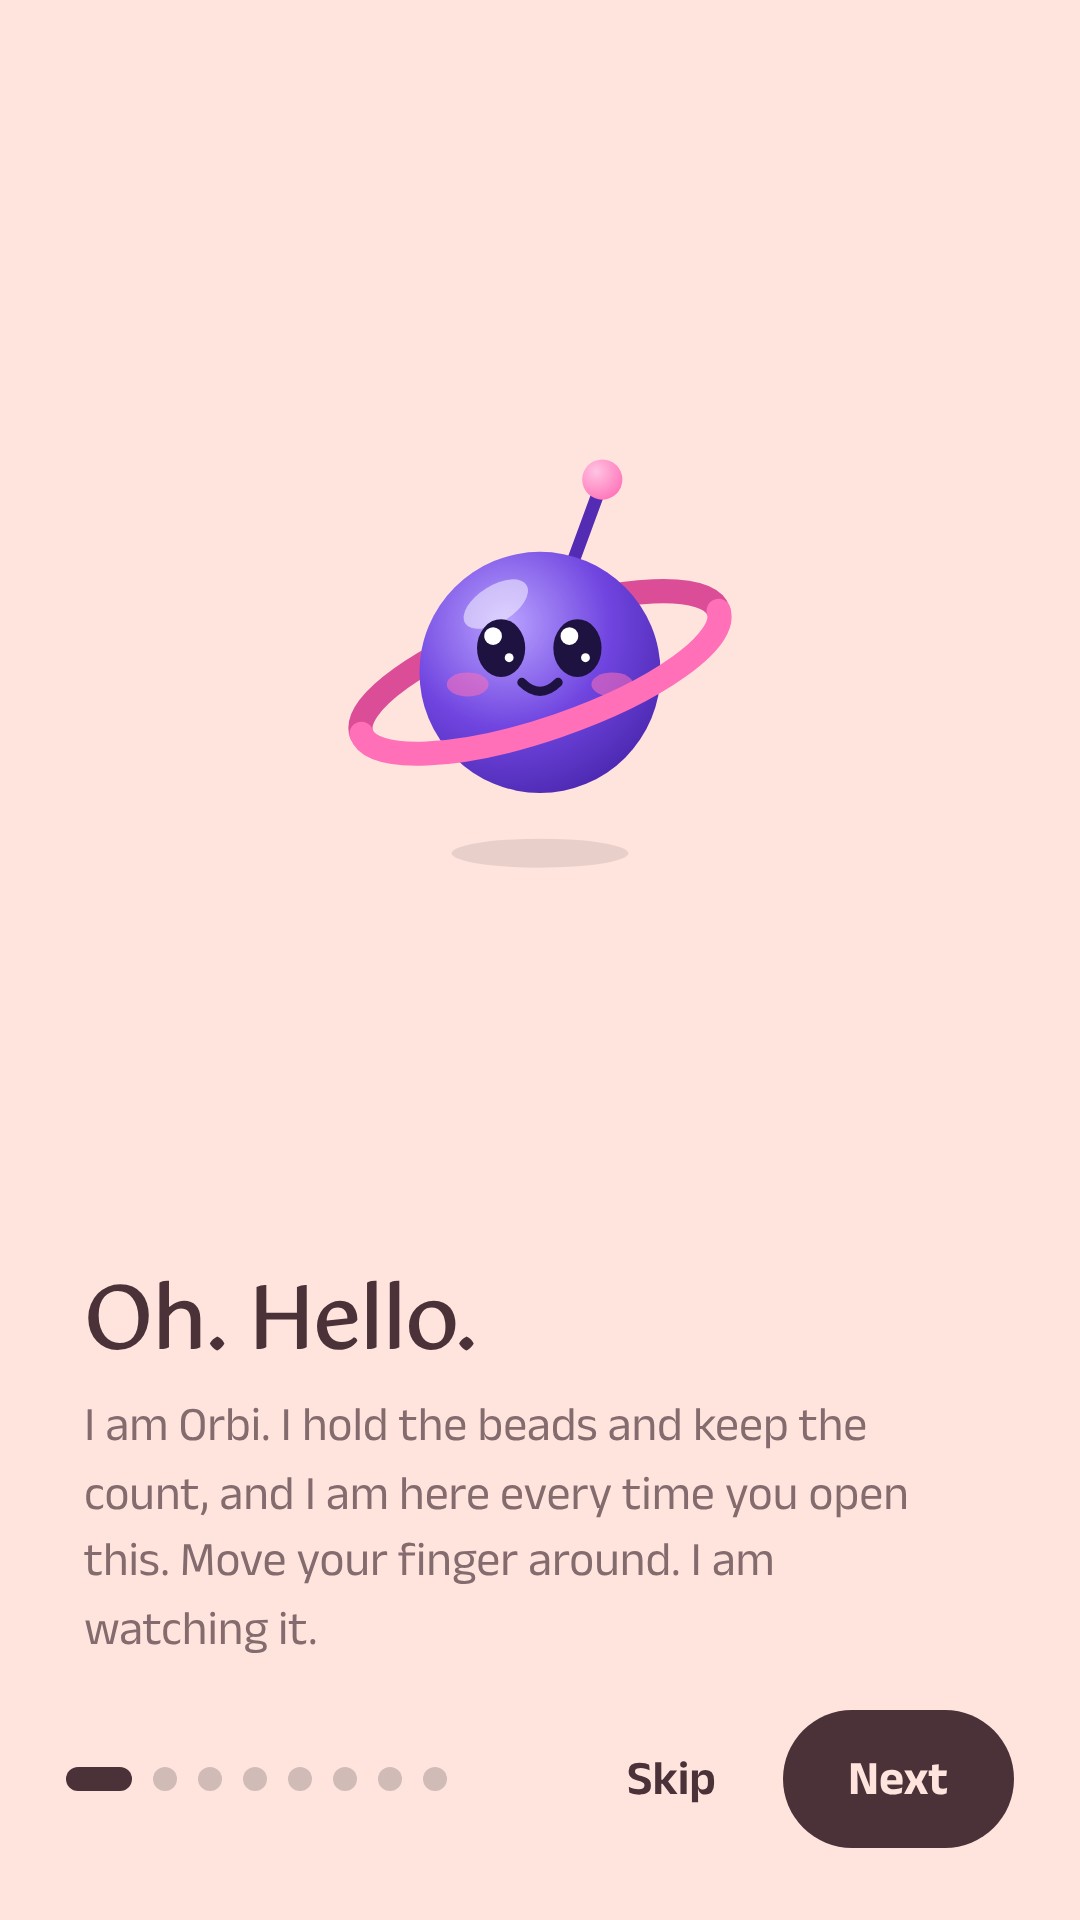 Oh. Hello.
I am Orbi. I hold the beads and keep the
count, and I am here every time you open
this. Move your finger around. I am
watching it.
Skip
Next